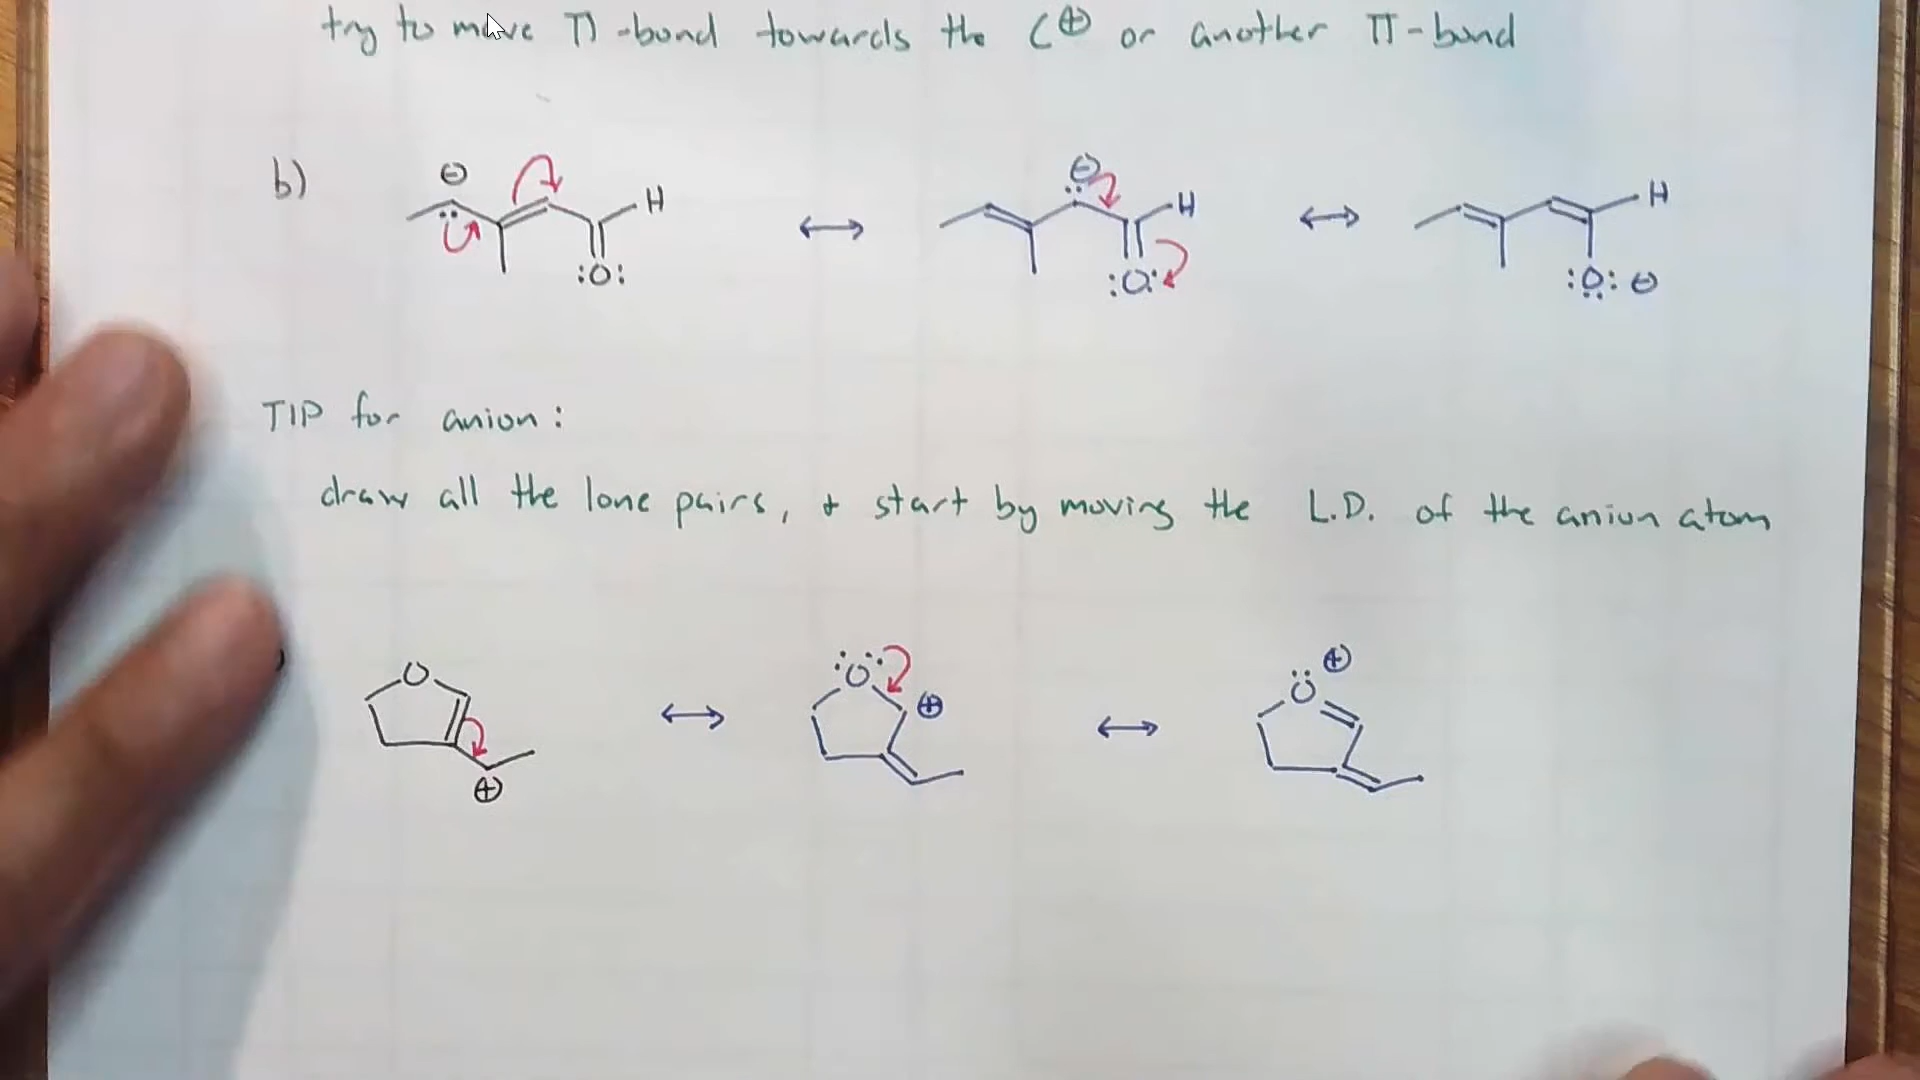 try to move π-bond towards the C⊕ or another π-bond
b)
⊖ H :O: ↔ ⊖ H :O: ↔ H :O: ⊖
TIP for anion:
draw all the lone pairs, & start by moving the L.D. of the anion atom
O ⊕ ↔ :O: ⊕ ↔ O ⊕